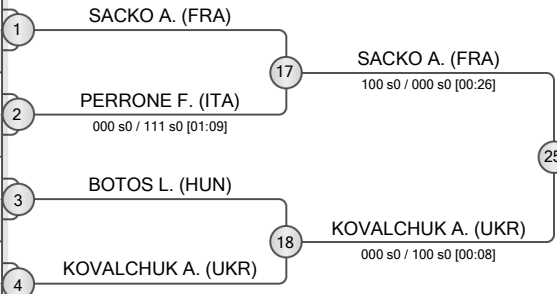 SACKO A. (FRA)
1
17
SACKO A. (FRA)
100 s0 / 000 s0 [00:26]
PERRONE F. (ITA)
2
000 s0 / 111 s0 [01:09]
25
BOTOS L. (HUN)
3
18
KOVALCHUK A. (UKR)
000 s0 / 100 s0 [00:08]
KOVALCHUK A. (UKR)
4